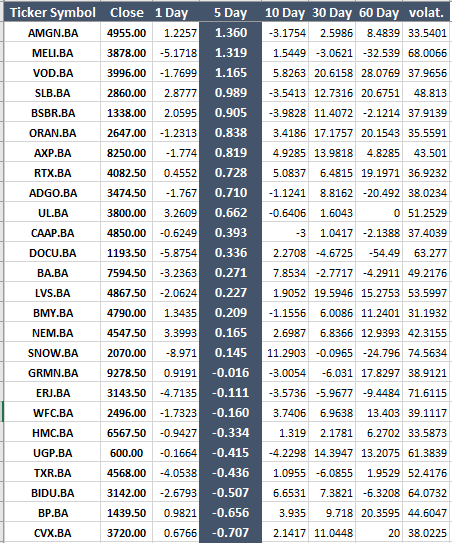 Ticker Symbol Close 1 Day 5 Day 10 Day 30 Day 60 Day volat.
AMGN.BA 4955.00 1.2257 1.360 -3.1754 2.5986 8.4839 33.5401
MELI.BA 3878.00 -5.1718 1.319 1.5449 -3.0621 -32.539 68.0066
VOD.BA 3996.00 -1.7699 1.165 5.8263 20.6158 28.0769 37.9656
SLB.BA 2860.00 2.8777 0.989 -3.5413 12.7316 20.6751 48.813
BSBR.BA 1338.00 2.0595 0.905 -3.9828 11.4072 -2.1214 37.9139
ORAN.BA 2647.00 -1.2313 0.838 3.4186 17.1757 20.1543 35.5591
AXP.BA 8250.00 -1.774 0.819 4.9285 13.9818 4.8285 43.501
RTX.BA 4082.50 0.4552 0.728 5.0837 6.4815 19.1971 36.9232
ADGO.BA 3474.50 -1.767 0.710 -1.1241 8.8162 -20.492 38.0234
UL.BA 3800.00 3.2609 0.662 -0.6406 1.6043 0 51.2529
CAAP.BA 4850.00 -0.6249 0.393 -3 1.0417 -2.1388 37.4039
DOCU.BA 1193.50 -5.8754 0.336 2.2708 -4.6725 -54.49 63.277
BA.BA 7594.50 -3.2363 0.271 7.8534 -2.7717 -4.2911 49.2176
LVS.BA 4867.50 -2.0624 0.227 1.9052 19.5946 15.2753 53.5997
BMY.BA 4790.00 1.3435 0.209 -1.1556 6.0086 11.2401 31.1932
NEM.BA 4547.50 3.3993 0.165 2.6987 6.8366 12.9393 42.3155
SNOW.BA 2070.00 -8.971 0.145 11.2903 -0.0965 -24.796 74.5634
GRMN.BA 9278.50 0.9191 -0.016 -3.0054 -6.031 17.8297 38.9121
ERJ.BA 3143.50 -4.7135 -0.111 -3.5736 -5.9677 -9.4484 71.6115
WFC.BA 2496.00 -1.7323 -0.160 3.7406 6.9638 13.403 39.1117
HMC.BA 6567.50 -0.9427 -0.334 1.319 2.1781 6.2702 33.5873
UGP.BA 600.00 -0.1664 -0.415 -4.2298 14.3947 13.2075 61.3839
TXR.BA 4568.00 -4.0538 -0.436 1.0955 -6.0855 1.9529 52.4176
BIDU.BA 3142.00 -2.6793 -0.507 6.6531 7.3821 -6.3208 64.0732
BP.BA 1439.50 0.9821 -0.656 3.935 9.718 20.3595 44.6047
CVX.BA 3720.00 0.6766 -0.707 2.1417 11.0448 20 38.0225